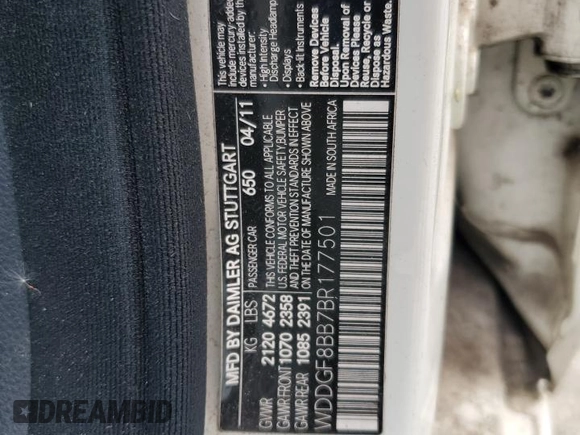 This vehicle may
include mercury-added
devices installed by the
manufacturer:
• High Intensity
Discharge Headlamp
• Displays
• Back-lit Instruments
Remove Devices
Before Vehicle
Disposal.
Upon Removal of
Devices Please
Reuse, Recycle or
Dispose as
Hazardous Waste.
MFD BY DAIMLER AG STUTTGART
KG LBS PASSENGER CAR 650 04/11
GVWR 2120 4672
GAWR FRONT 1070 2358
GAWR REAR 1085 2391
THIS VEHICLE CONFORMS TO ALL APPLICABLE
U.S. FEDERAL MOTOR VEHICLE SAFETY, BUMPER
AND THEFT PREVENTION STANDARDS IN EFFECT
ON THE DATE OF MANUFACTURE SHOWN ABOVE
WDDGF8BB7BR177501
MADE IN SOUTH AFRICA
DREAMBID